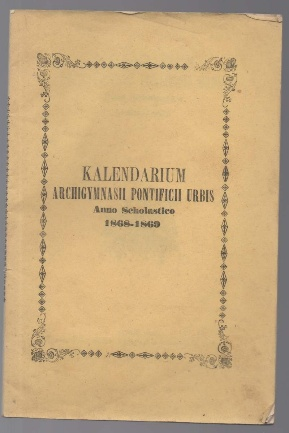 KALENDARIUM
ARCHIGYMNASII PONTIFICII URBIS
Anno Scholastico
1868-1869